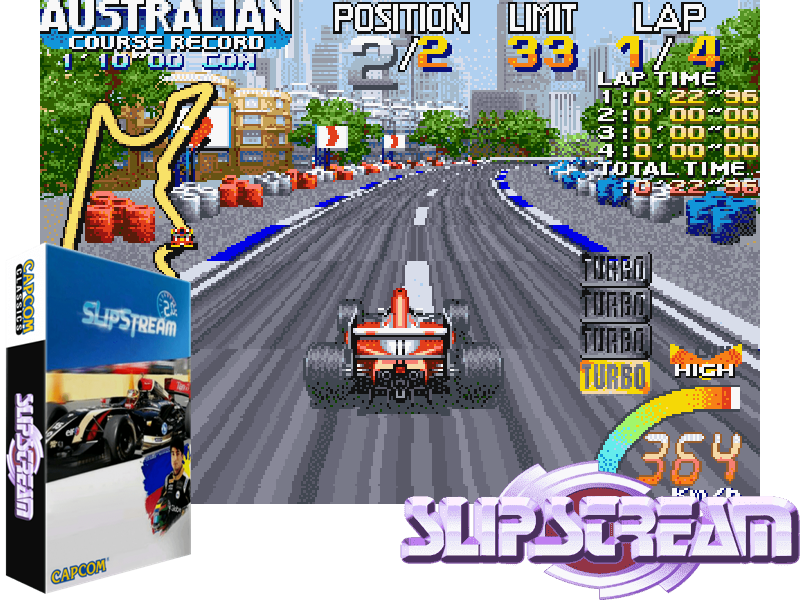 AUSTRALIAN
COURSE RECORD
1'10"00 COM
POSITION
2/2
LIMIT
33
LAP
1/4
LAP TIME
1:0'22"96
2:0'00"00
3:0'00"00
4:0'00"00
TOTAL TIME
:0'22"96
TURBO
TURBO
TURBO
TURBO
HIGH
364
Km/h
CAPCOM
CLASSICS
SLIPSTREAM
SLIPSTREAM
CAPCOM
SLIPSTREAM